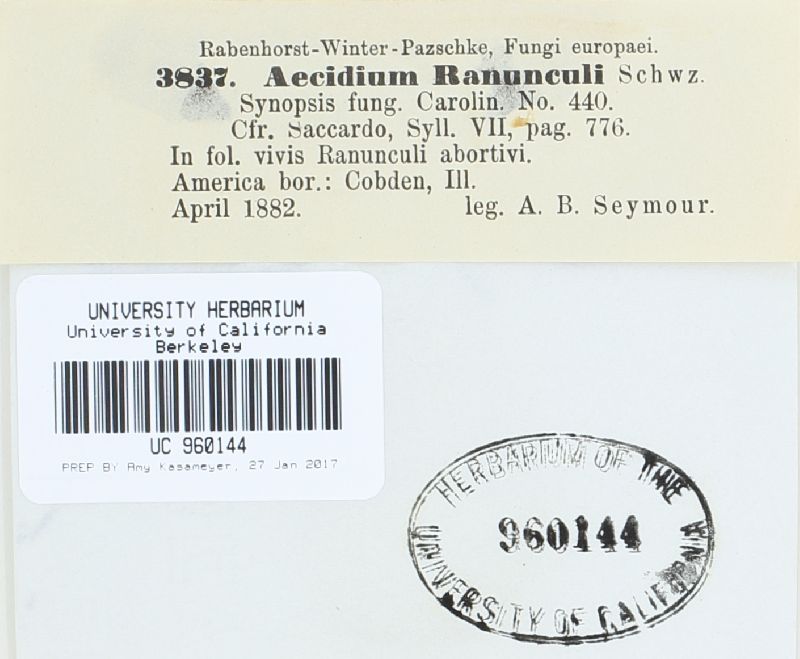 Rabenhorst-Winter-Pazschke, Fungi europaei.
3837. Aecidium Ranunculi Schwz.
Synopsis fung. Carolin. No. 440.
Cfr. Saccardo, Syll. VII, pag. 776.
In fol. vivis Ranunculi abortivi.
America bor.: Cobden, Ill.
April 1882. leg. A. B. Seymour.
UNIVERSITY HERBARIUM
University of California
Berkeley
UC 960144
PREP BY Amy Kasameyer, 27 Jan 2017
HERBARIUM OF THE
960144
UNIVERSITY OF CALIFORNIA